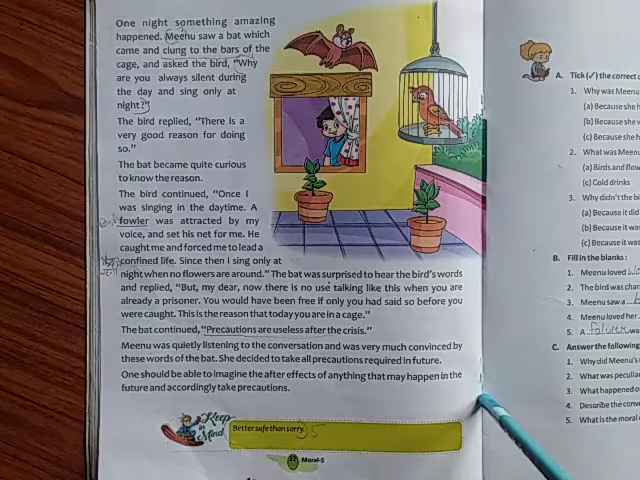 One night something amazing
happened. Meenu saw a bat which
came and clung to the bars of the
cage, and asked the bird, "Why
are you always silent during
the day and sing only at
night?"
The bird replied, "There is a
very good reason for doing
so."
The bat became quite curious
to know the reason.
The bird continued, "Once I
was singing in the daytime. A
fowler was attracted by my
voice, and set his net for me. He
caught me and forced me to lead a
confined life. Since then I sing only at
night when no flowers are around." The bat was surprised to hear the bird's words
and replied, "But, my dear, now there is no use talking like this when you are
already a prisoner. You would have been free if only you had said so before you
were caught. This is the reason that today you are in a cage."
The bat continued, "Precautions are useless after the crisis."
Meenu was quietly listening to the conversation and was very much convinced by
these words of the bat. She decided to take all precautions required in future.
One should be able to imagine the after effects of anything that may happen in the
future and accordingly take precautions.
Keep in Mind
Better safe than sorry.
32 Moral-5
A. Tick (✓) the correct
1. Why was Meenu
(a) Because she
(b) Because she
(c) Because she
2. What was Meenu
(a) Birds and
(c) Cold drinks
3. Why didn't the
(a) Because it did
(b) Because it was
(c) Because it was
B. Fill in the blanks :
1. Meenu loved
2. The bird was
3. Meenu saw a
4. Meenu loved her
5. A
C. Answer the following
1. Why did Meenu's
2. What was
3. What happened
4. Describe the
5. What is the moral